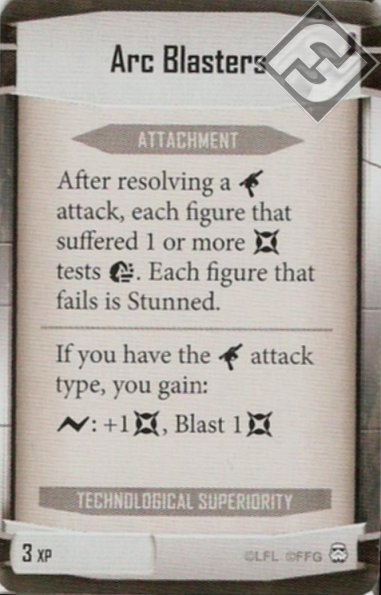 Arc Blasters
ATTACHMENT
After resolving a
attack, each figure that
suffered 1 or more
tests . Each figure that
fails is Stunned.
If you have the attack
type, you gain:
: +1 , Blast 1
TECHNOLOGICAL SUPERIORITY
3 XP
©LFL ©FFG